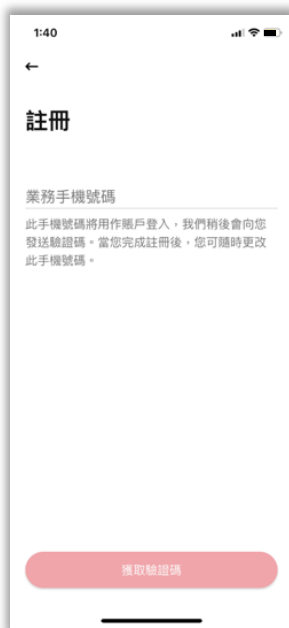 1:40
←
註冊
業務手機號碼
此手機號碼將用作賬戶登入，我們稍後會向您
發送驗證碼。當您完成註冊後，您可隨時更改
此手機號碼。
獲取驗證碼